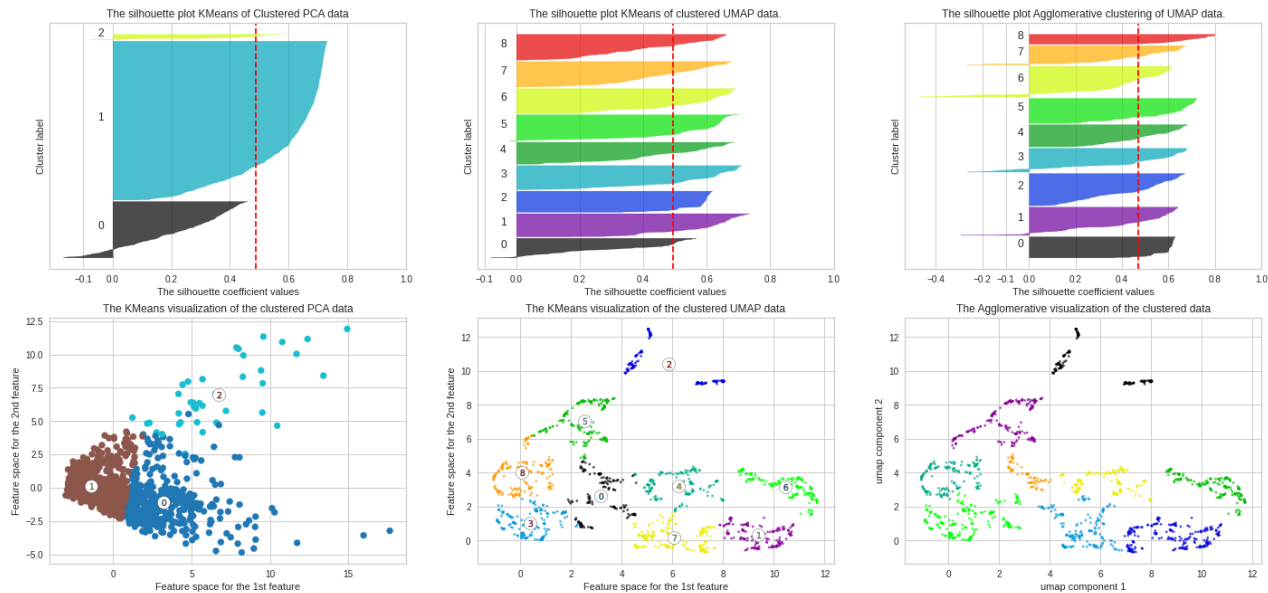 The silhouette plot KMeans of Clustered PCA data
2
1
0
Cluster label
−0.1 0.0 0.2 0.4 0.6 0.8 1.0
The silhouette coefficient values
The silhouette plot KMeans of clustered UMAP data.
8
7
6
5
4
3
2
1
0
Cluster label
−0.1 0.0 0.2 0.4 0.6 0.8 1.0
The silhouette coefficient values
The silhouette plot Agglomerative clustering of UMAP data.
8
7
6
5
4
3
2
1
0
Cluster label
−0.4 −0.2 −0.1 0.0 0.2 0.4 0.6 0.8 1.0
The silhouette coefficient values
The KMeans visualization of the clustered PCA data
12.5
10.0
7.5
5.0
2.5
0.0
−2.5
−5.0
Feature space for the 2nd feature
2
1
0
0 5 10 15
Feature space for the 1st feature
The KMeans visualization of the clustered UMAP data
12
10
8
6
4
2
0
Feature space for the 2nd feature
2
5
8
4
6
0
3
7
1
0 2 4 6 8 10 12
Feature space for the 1st feature
The Agglomerative visualization of the clustered data
12
10
8
6
4
2
0
umap component 2
0 2 4 6 8 10 12
umap component 1